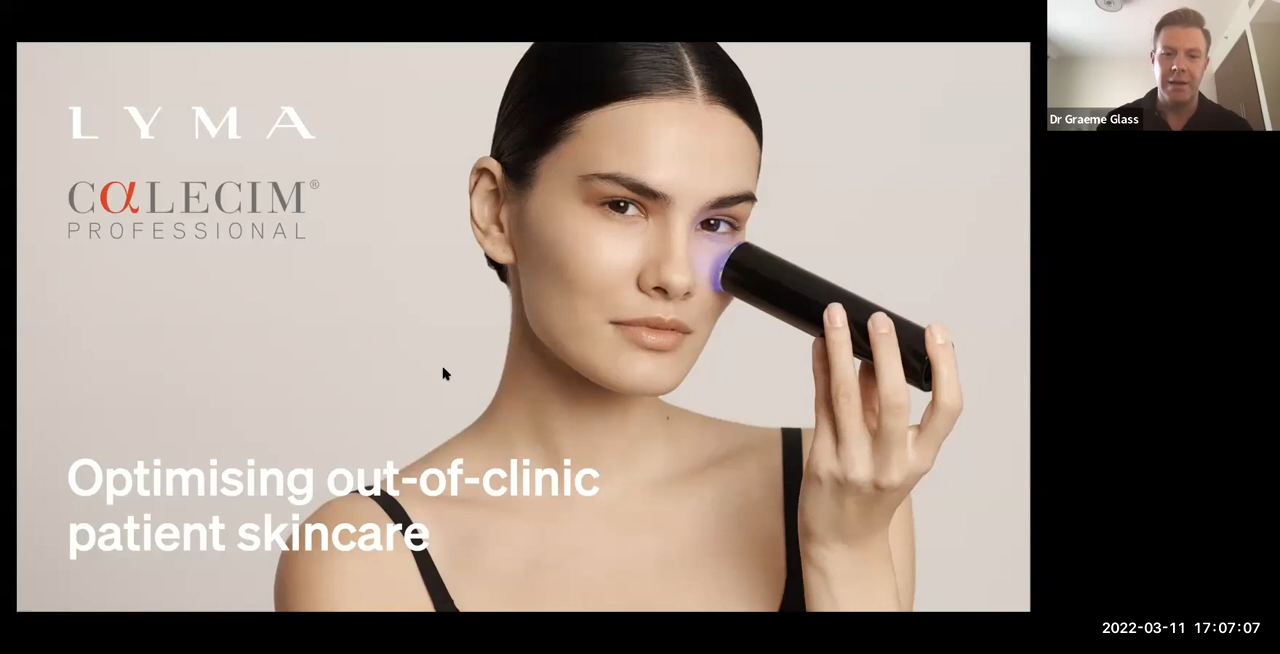 LYMA
CαLECIM®
PROFESSIONAL
Optimising out-of-clinic
patient skincare
Dr Graeme Glass
2022-03-11 17:07:07